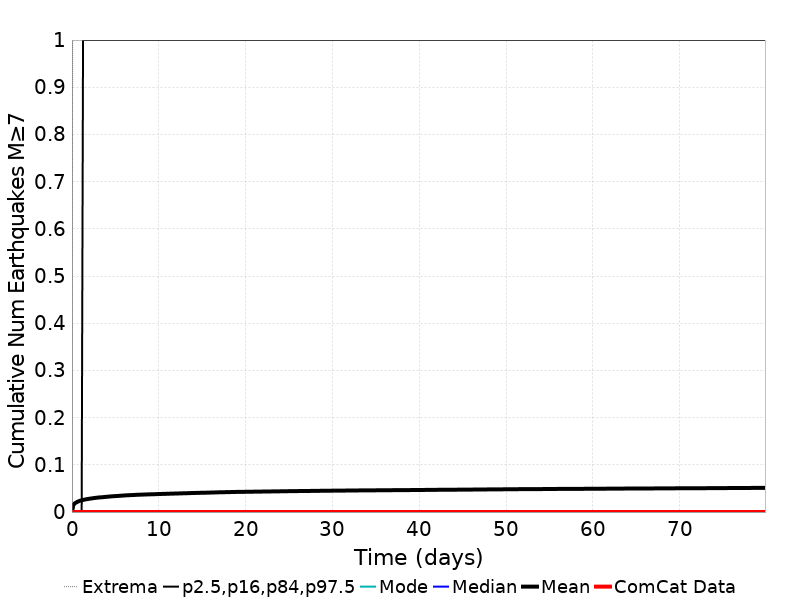 Cumulative Num Earthquakes M≥7
1
0.9
0.8
0.7
0.6
0.5
0.4
0.3
0.2
0.1
0
0 10 20 30 40 50 60 70
Time (days)
Extrema p2.5,p16,p84,p97.5 Mode Median Mean ComCat Data